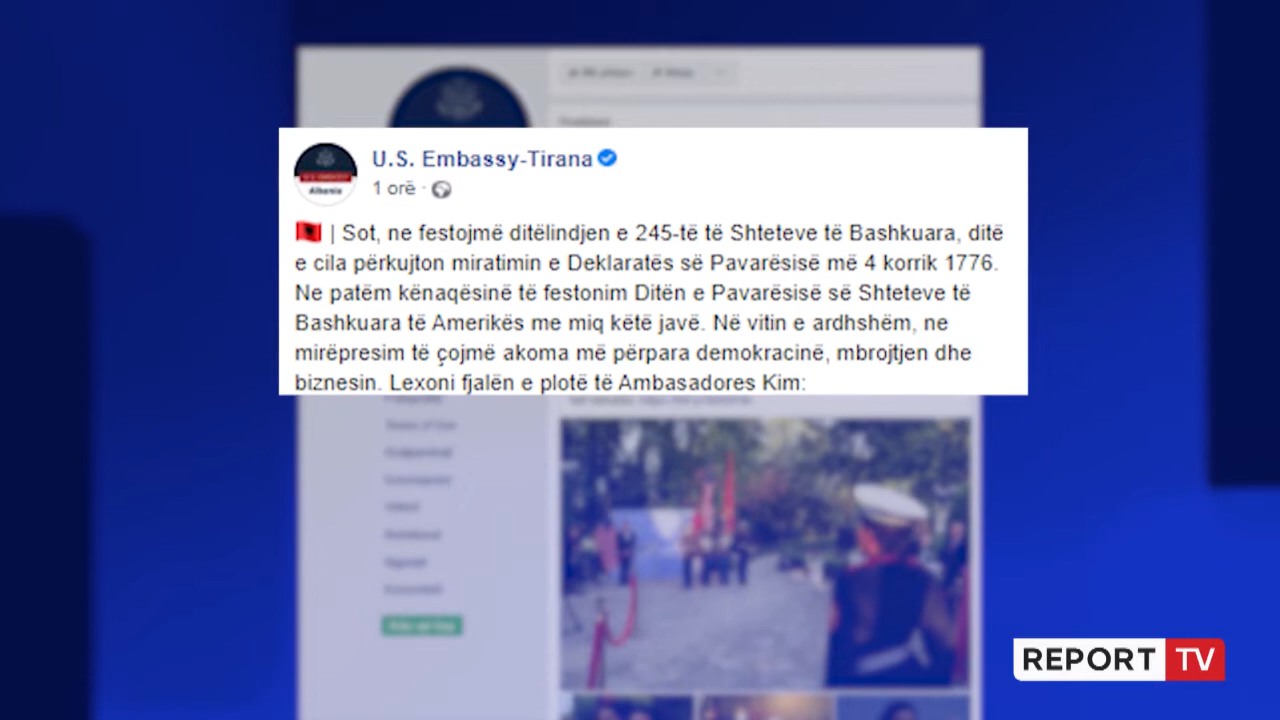 U.S. Embassy-Tirana
1 orë ·
| Sot, ne festojmë ditëlindjen e 245-të të Shteteve të Bashkuara, ditë
e cila përkujton miratimin e Deklaratës së Pavarësisë më 4 korrik 1776.
Ne patëm kënaqësinë të festonim Ditën e Pavarësisë së Shteteve të
Bashkuara të Amerikës me miq këtë javë. Në vitin e ardhshëm, ne
mirëpresim të çojmë akoma më përpara demokracinë, mbrojtjen dhe
biznesin. Lexoni fjalën e plotë të Ambasadores Kim:
REPORT TV